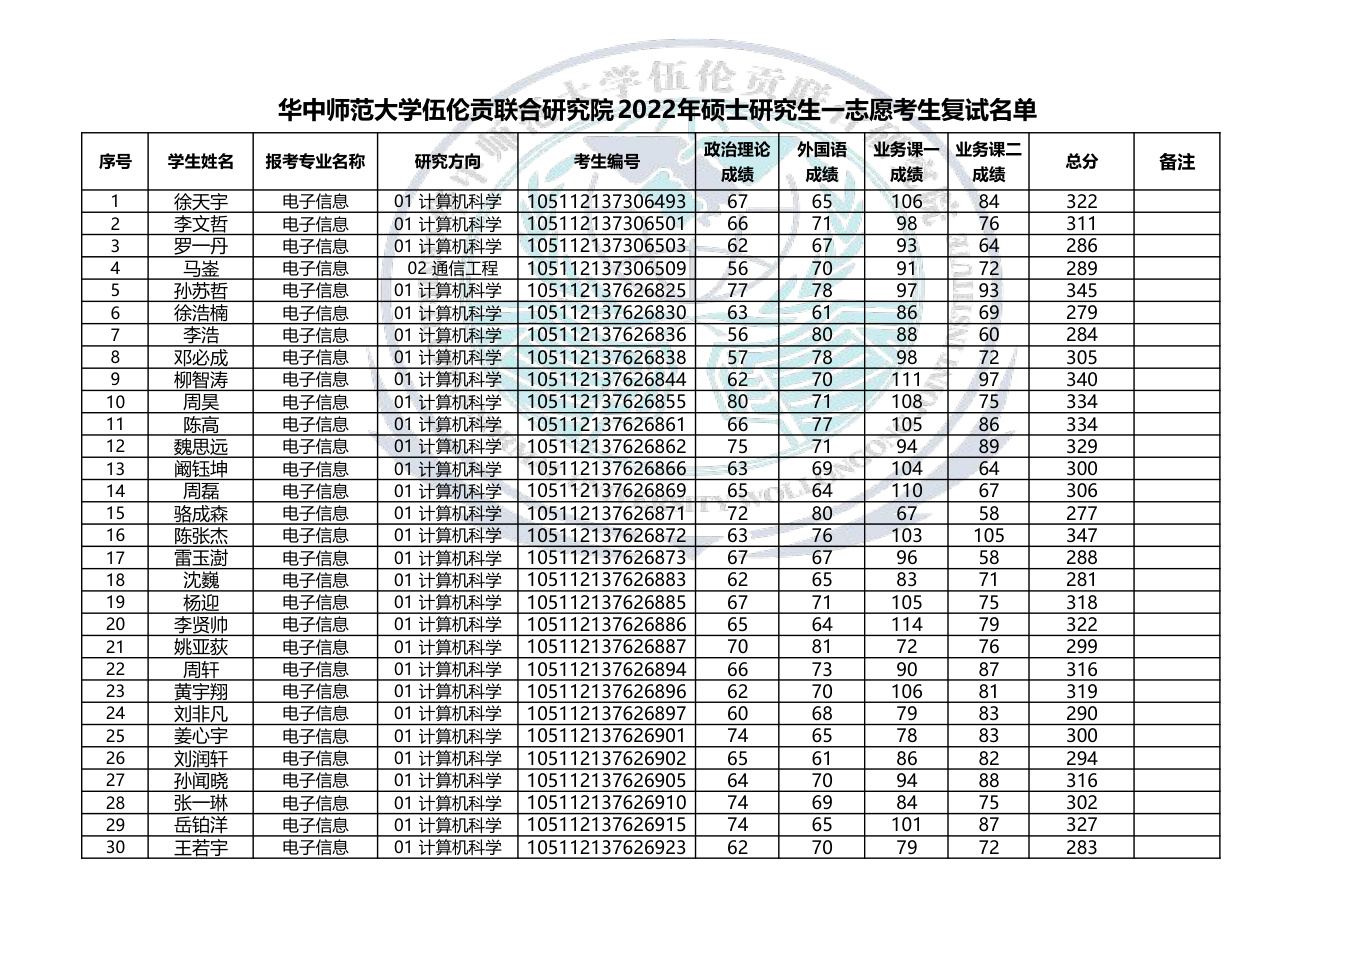 华中师范大学伍伦贡联合研究院2022年硕士研究生一志愿考生复试名单
序号 学生姓名 报考专业名称 研究方向 考生编号 政治理论成绩 外国语成绩 业务课一成绩 业务课二成绩 总分 备注
1 徐天宇 电子信息 01 计算机科学 105112137306493 67 65 106 84 322
2 李文哲 电子信息 01 计算机科学 105112137306501 66 71 98 76 311
3 罗一丹 电子信息 01 计算机科学 105112137306503 62 67 93 64 286
4 马崟 电子信息 02 通信工程 105112137306509 56 70 91 72 289
5 孙苏哲 电子信息 01 计算机科学 105112137626825 77 78 97 93 345
6 徐浩楠 电子信息 01 计算机科学 105112137626830 63 61 86 69 279
7 李浩 电子信息 01 计算机科学 105112137626836 56 80 88 60 284
8 邓必成 电子信息 01 计算机科学 105112137626838 57 78 98 72 305
9 柳智涛 电子信息 01 计算机科学 105112137626844 62 70 111 97 340
10 周昊 电子信息 01 计算机科学 105112137626855 80 71 108 75 334
11 陈高 电子信息 01 计算机科学 105112137626861 66 77 105 86 334
12 魏思远 电子信息 01 计算机科学 105112137626862 75 71 94 89 329
13 阚钰坤 电子信息 01 计算机科学 105112137626866 63 69 104 64 300
14 周磊 电子信息 01 计算机科学 105112137626869 65 64 110 67 306
15 骆成森 电子信息 01 计算机科学 105112137626871 72 80 67 58 277
16 陈张杰 电子信息 01 计算机科学 105112137626872 63 76 103 105 347
17 雷玉澍 电子信息 01 计算机科学 105112137626873 67 67 96 58 288
18 沈巍 电子信息 01 计算机科学 105112137626883 62 65 83 71 281
19 杨迎 电子信息 01 计算机科学 105112137626885 67 71 105 75 318
20 李贤帅 电子信息 01 计算机科学 105112137626886 65 64 114 79 322
21 姚亚荻 电子信息 01 计算机科学 105112137626887 70 81 72 76 299
22 周轩 电子信息 01 计算机科学 105112137626894 66 73 90 87 316
23 黄宇翔 电子信息 01 计算机科学 105112137626896 62 70 106 81 319
24 刘非凡 电子信息 01 计算机科学 105112137626897 60 68 79 83 290
25 姜心宇 电子信息 01 计算机科学 105112137626901 74 65 78 83 300
26 刘润轩 电子信息 01 计算机科学 105112137626902 65 61 86 82 294
27 孙闻晓 电子信息 01 计算机科学 105112137626905 64 70 94 88 316
28 张一琳 电子信息 01 计算机科学 105112137626910 74 69 84 75 302
29 岳铂洋 电子信息 01 计算机科学 105112137626915 74 65 101 87 327
30 王若宇 电子信息 01 计算机科学 105112137626923 62 70 79 72 283